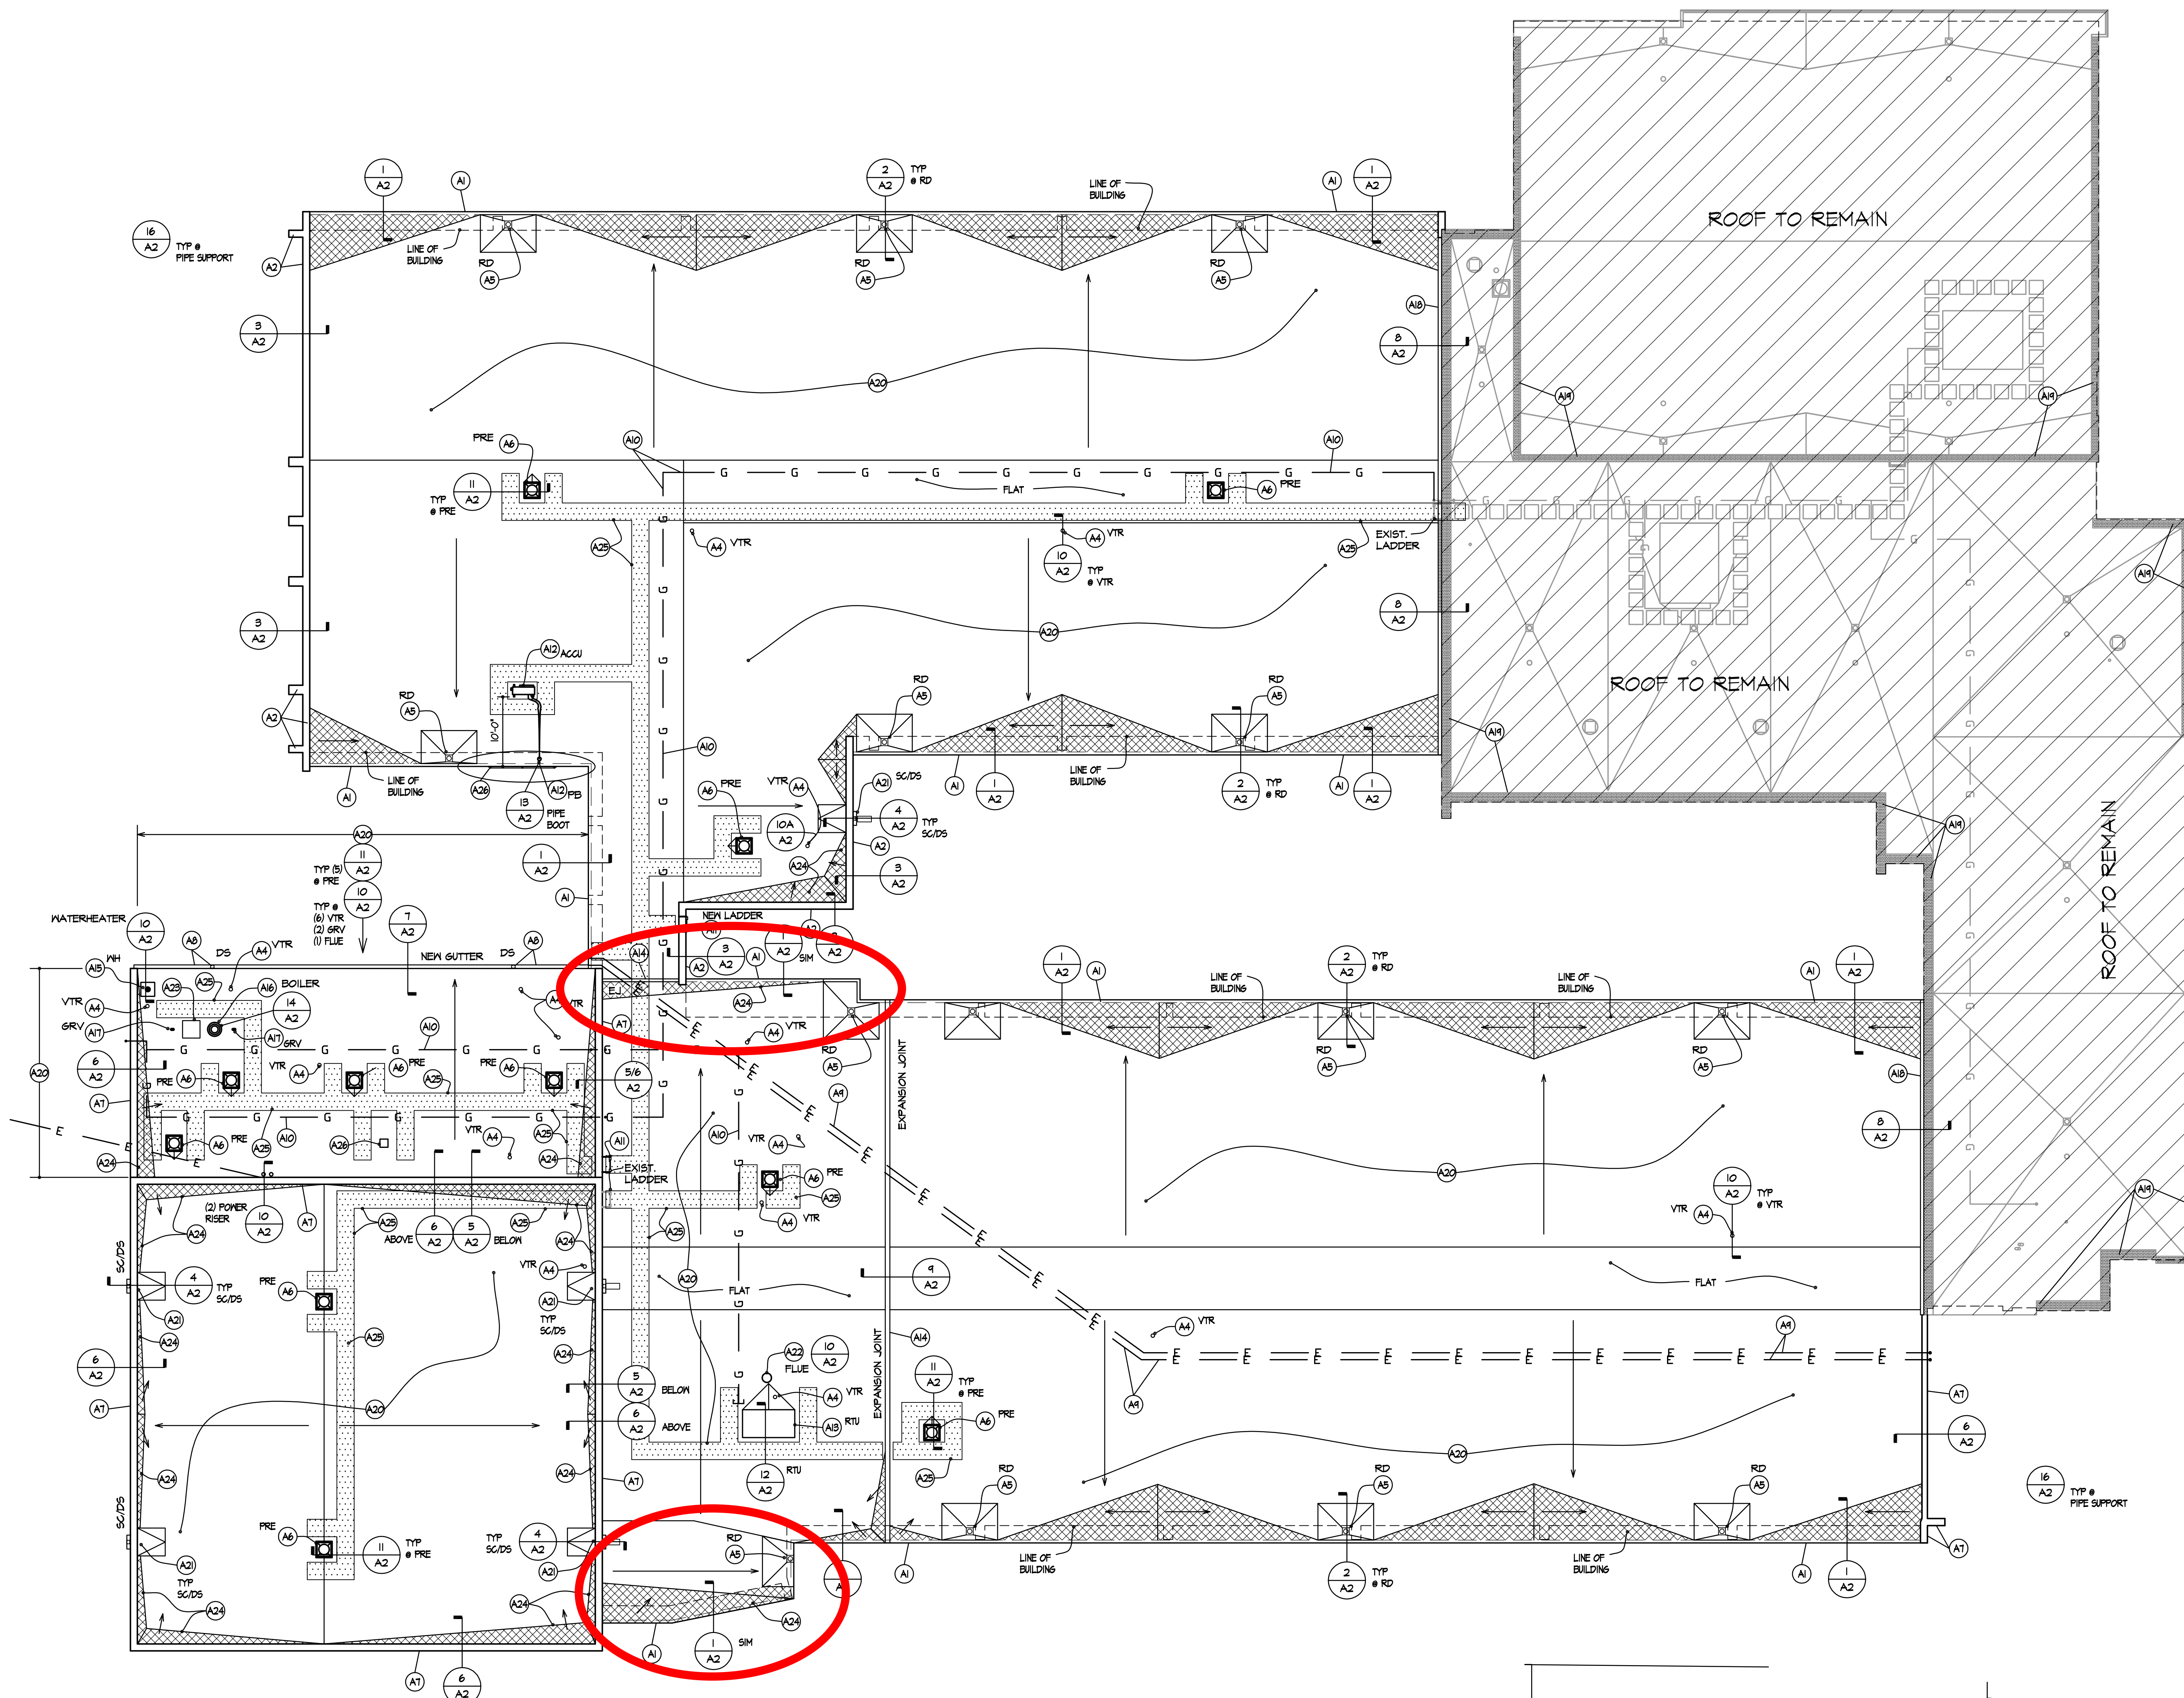 1
A2
A1
2
A2
TYP
@ RD
LINE OF
BUILDING
A1
1
A2
ROOF TO REMAIN
16
A2
TYP @
PIPE SUPPORT
A2
LINE OF
BUILDING
RD
A5
RD
A5
RD
A5
A18
3
A2
8
A2
A20
A19
A19
PRE
A6
A10
A10
G G G G G G G G G G
11
A2
TYP
@ PRE
FLAT
A6
PRE
A25
A4
VTR
A4
VTR
10
A2
TYP
@ VTR
A25
EXIST.
LADDER
A19
3
A2
A20
8
A2
A12
ACCU
RD
A5
10'-0"
A2
RD
A5
RD
A5
ROOF TO REMAIN
A19
A10
LINE OF
BUILDING
A1
A26
13
A2
A12
PB
PIPE
BOOT
PRE
A6
VTR
A4
A21
SC/DS
4
A2
TYP
SC/DS
A1
1
A2
LINE OF
BUILDING
2
A2
TYP
@ RD
A1
1
A2
A20
10A
A2
A2
A19
ROOF TO REMAIN
11
A2
TYP (5)
@ PRE
1
A2
A24
3
A2
10
A2
TYP @
(6) VTR
(2) GRV
(1) FLUE
A1
WATERHEATER
10
A2
7
A2
NEW LADDER
A11
A2
A8
DS
A4
VTR
NEW GUTTER
DS
A8
A14
3
A2
A2
A1
A2
SIM
A1
1
A2
A1
LINE OF
BUILDING
2
A2
TYP
@ RD
LINE OF
BUILDING
A1
1
A2
WH
A15
A23
A25
A16
BOILER
14
A2
EJ
A24
VTR
A4
GRV
A17
A17
GRV
A10
A4
VTR
A7
A4
VTR
RD
A5
RD
A5
RD
A5
EXPANSION JOINT
A18
6
A2
A20
PRE
A6
VTR
A4
A6
PRE
A25
PRE
A6
5/6
A2
A7
A9
8
A2
A6
PRE
A25
A10
A26
VTR
A4
A25
A24
A11
A10
VTR
A4
EXIST.
LADDER
A24
A6
PRE
A25
A20
10
A2
TYP
@ VTR
VTR
A4
A19
(2) POWER
RISER
10
A2
A7
A25
ABOVE
6
A2
5
A2
BELOW
A25
A24
A25
A4
VTR
SC/DS
A24
4
A2
TYP
SC/DS
PRE
A6
VTR
A4
A20
FLAT
9
A2
FLAT
A21
A24
A25
A21
TYP
SC/DS
A24
6
A2
A7
A20
5
A2
BELOW
6
A2
ABOVE
A22
FLUE
10
A2
A4
VTR
A13
RTU
EXPANSION JOINT
A14
A4
VTR
11
A2
TYP
@ PRE
A6
PRE
A25
A9
E E E E E E E E E E E
A9
A7
6
A2
A20
A24
A24
A7
12
A2
RTU
RD
A5
RD
A5
RD
A5
16
A2
TYP @
PIPE SUPPORT
SC/DS
PRE
A6
11
A2
TYP
@ PRE
TYP
SC/DS
4
A2
A21
RD
A5
A21
TYP
SC/DS
A24
A24
A24
A1
LINE OF
BUILDING
2
A2
TYP
@ RD
LINE OF
BUILDING
A1
1
A2
A7
A1
1
A2
SIM
A7
6
A2